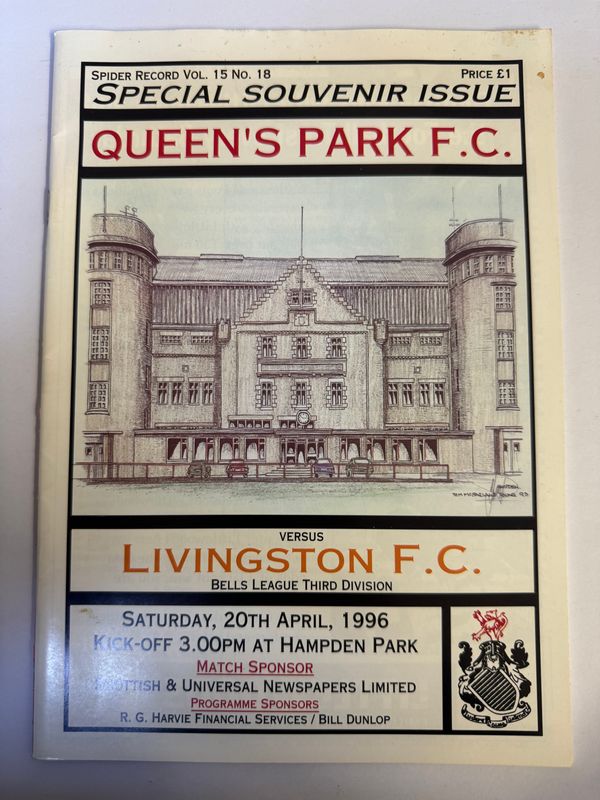 SPIDER RECORD VOL. 15 NO. 18
PRICE £1
SPECIAL SOUVENIR ISSUE
QUEEN'S PARK F.C.
VERSUS
LIVINGSTON F.C.
BELLS LEAGUE THIRD DIVISION
SATURDAY, 20TH APRIL, 1996
KICK-OFF 3.00PM AT HAMPDEN PARK
MATCH SPONSOR
SCOTTISH & UNIVERSAL NEWSPAPERS LIMITED
PROGRAMME SPONSORS
R. G. HARVIE FINANCIAL SERVICES / BILL DUNLOP